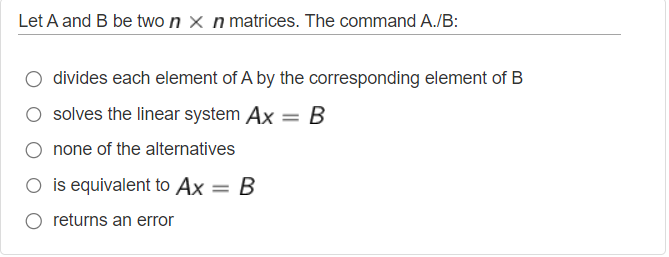 Let A and B be two n × n matrices. The command A./B:
divides each element of A by the corresponding element of B
solves the linear system Ax = B
none of the alternatives
is equivalent to Ax = B
returns an error